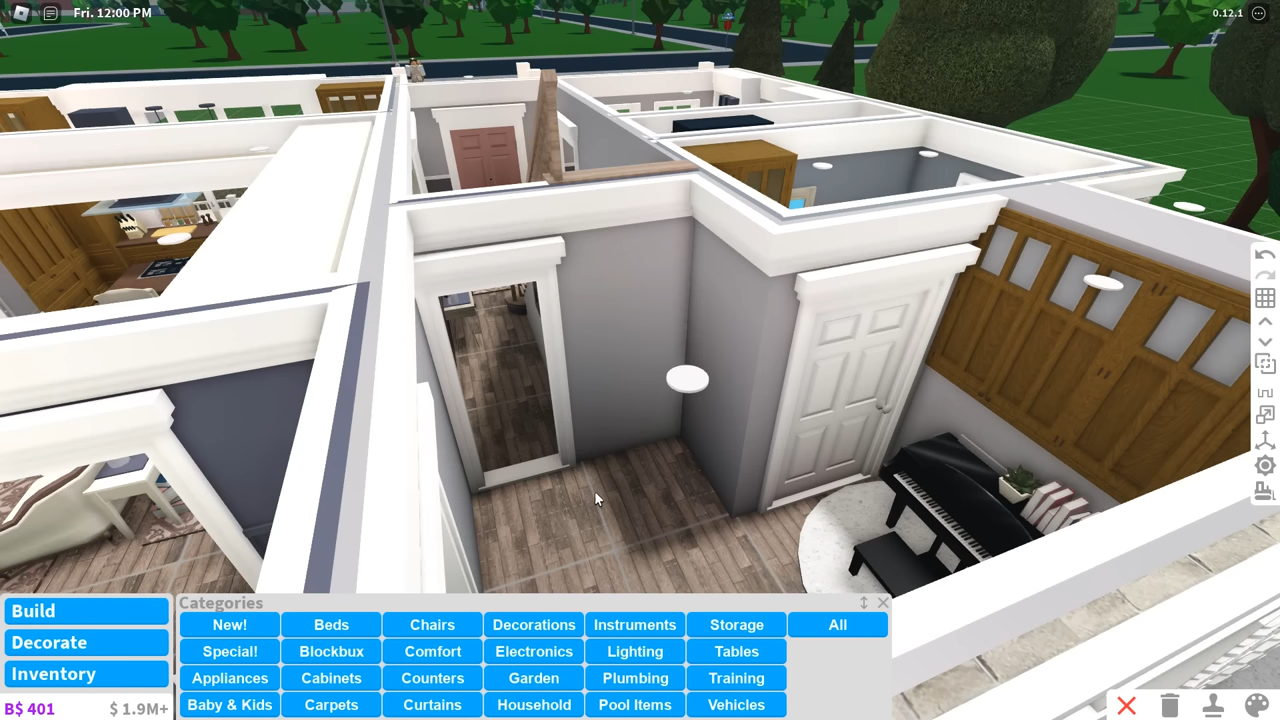 Fri. 12:00 PM
0.12.1
Build
Decorate
Inventory
B$ 401
$ 1.9M+
Categories
New!
Beds
Chairs
Decorations
Instruments
Storage
All
Special!
Blockbux
Comfort
Electronics
Lighting
Tables
Appliances
Cabinets
Counters
Garden
Plumbing
Training
Baby & Kids
Carpets
Curtains
Household
Pool Items
Vehicles